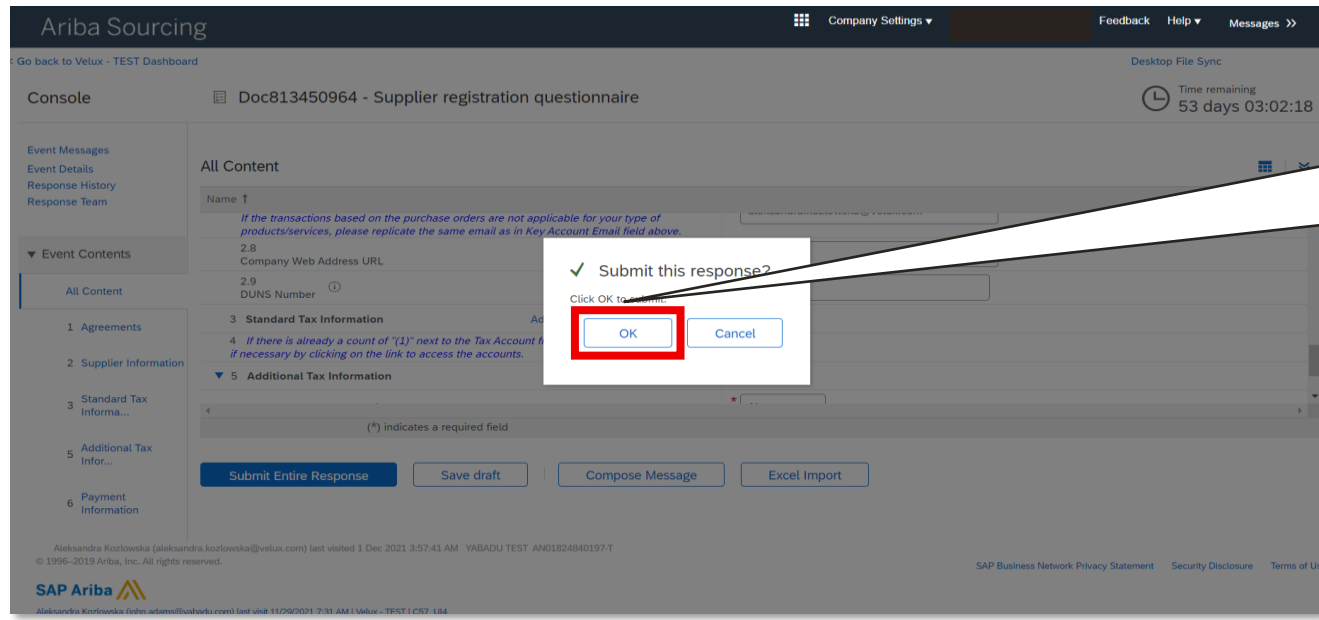 Ariba Sourcing
Company Settings ▾
Feedback
Help ▾
Messages >>
Go back to Velux - TEST Dashboard
Desktop File Sync
Console
Doc813450964 - Supplier registration questionnaire
Time remaining
53 days 03:02:18
Event Messages
Event Details
Response History
Response Team
All Content
Name ↑
If the transactions based on the purchase orders are not applicable for your type of
products/services, please replicate the same email as in Key Account Email field above.
▼ Event Contents
2.8
Company Web Address URL
2.9
DUNS Number
All Content
3 Standard Tax Information
4 If there is already a count of "(1)" next to the Tax Account
if necessary by clicking on the link to access the accounts.
▼ 5 Additional Tax Information
*
(*) indicates a required field
Submit this response?
Click OK to submit.
OK
Cancel
1 Agreements
2 Supplier Information
3 Standard Tax
Informa...
5 Additional Tax
Infor...
6 Payment
Information
Submit Entire Response
Save draft
Compose Message
Excel Import
Aleksandra Kozlowska (aleksandra.kozlowska@velux.com) last visited 1 Dec 2021 3:57:41 AM YABADU TEST AN01824840197-T
© 1996–2019 Ariba, Inc. All rights reserved.
SAP Business Network Privacy Statement
Security Disclosure
Terms of
SAP Ariba
Aleksandra Kozlowska (john.adams@yabadu.com) last visit 11/29/2021 7:31 AM | Velux - TEST | C57_UI4